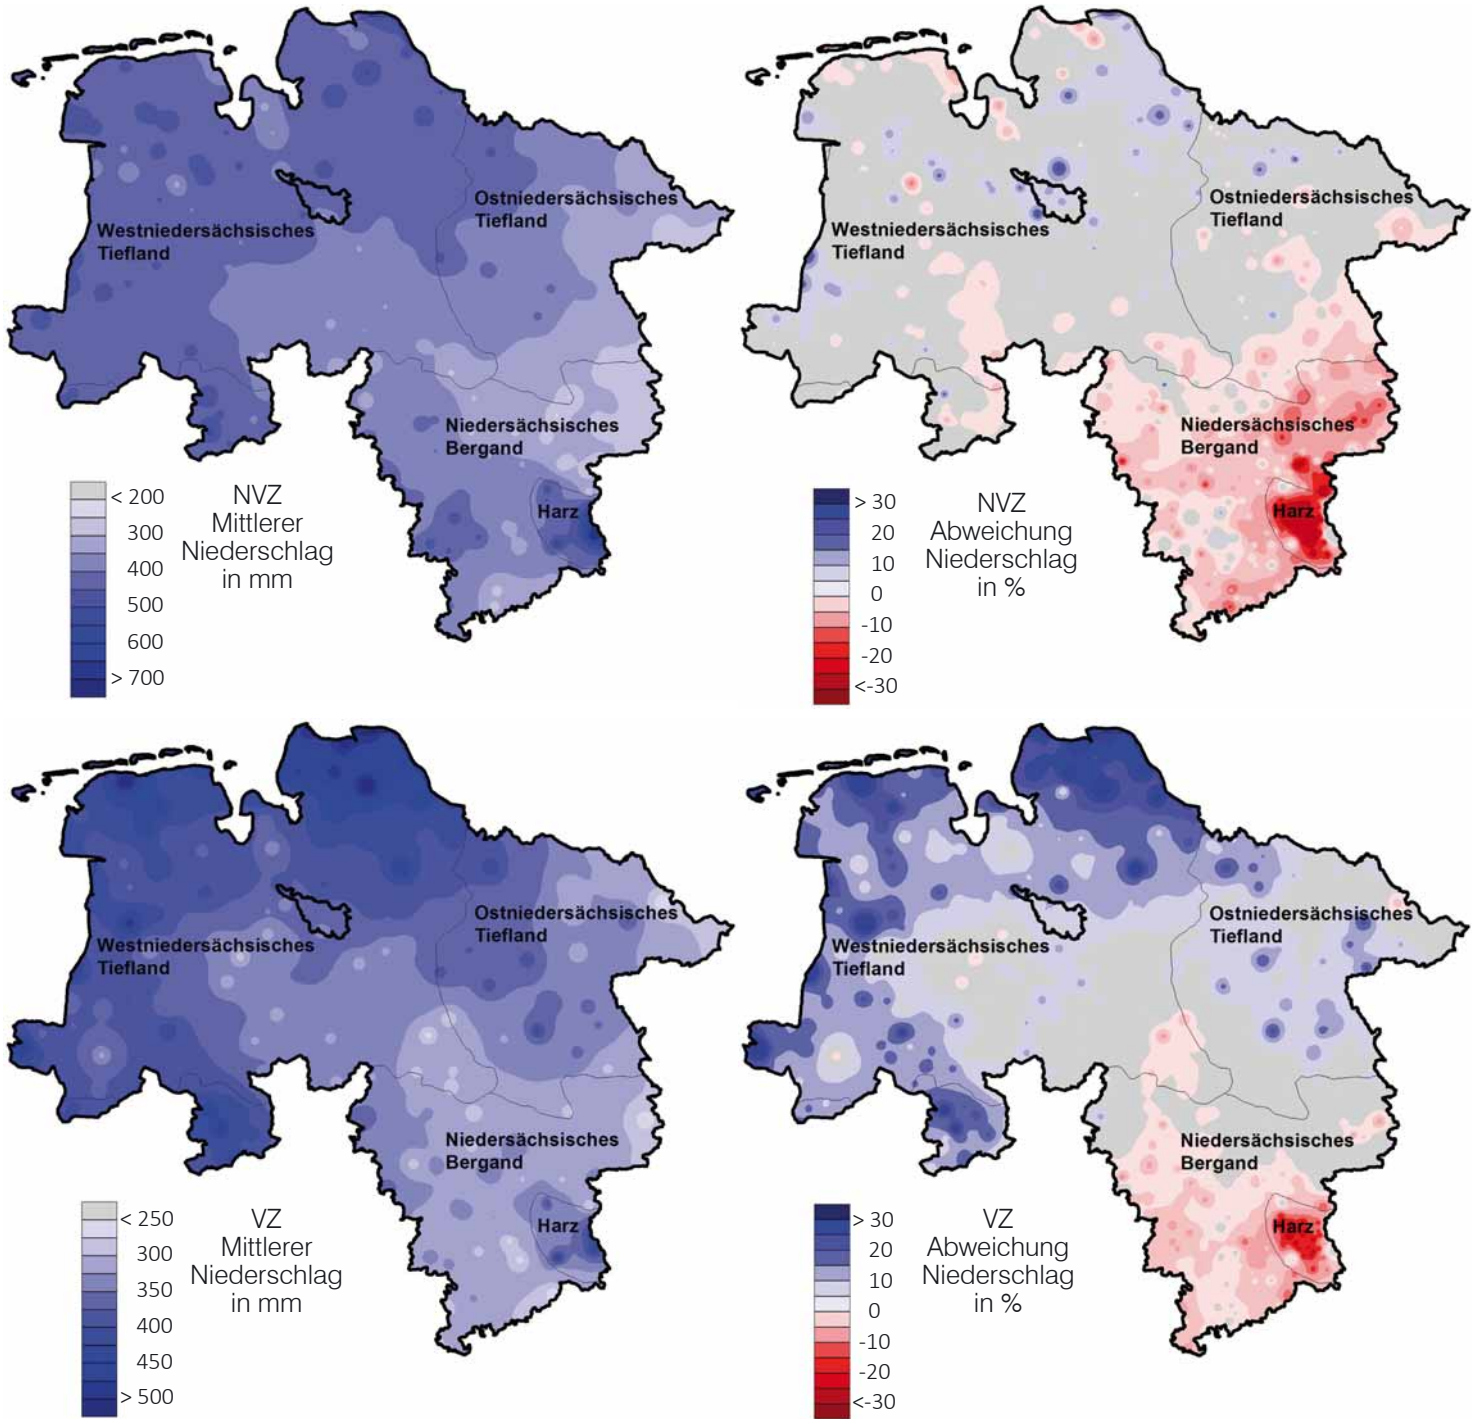 Ostniedersächsisches
Tiefland
Westniedersächsisches
Tiefland
Niedersächsisches
Bergand
Harz
< 200
300
400
500
600
> 700
NVZ
Mittlerer
Niederschlag
in mm
Ostniedersächsisches
Tiefland
Westniedersächsisches
Tiefland
Niedersächsisches
Bergand
Harz
> 30
20
10
0
-10
-20
<-30
NVZ
Abweichung
Niederschlag
in %
Ostniedersächsisches
Tiefland
Westniedersächsisches
Tiefland
Niedersächsisches
Bergand
Harz
< 250
300
350
400
450
> 500
VZ
Mittlerer
Niederschlag
in mm
Ostniedersächsisches
Tiefland
Westniedersächsisches
Tiefland
Niedersächsisches
Bergand
Harz
> 30
20
10
0
-10
-20
<-30
VZ
Abweichung
Niederschlag
in %